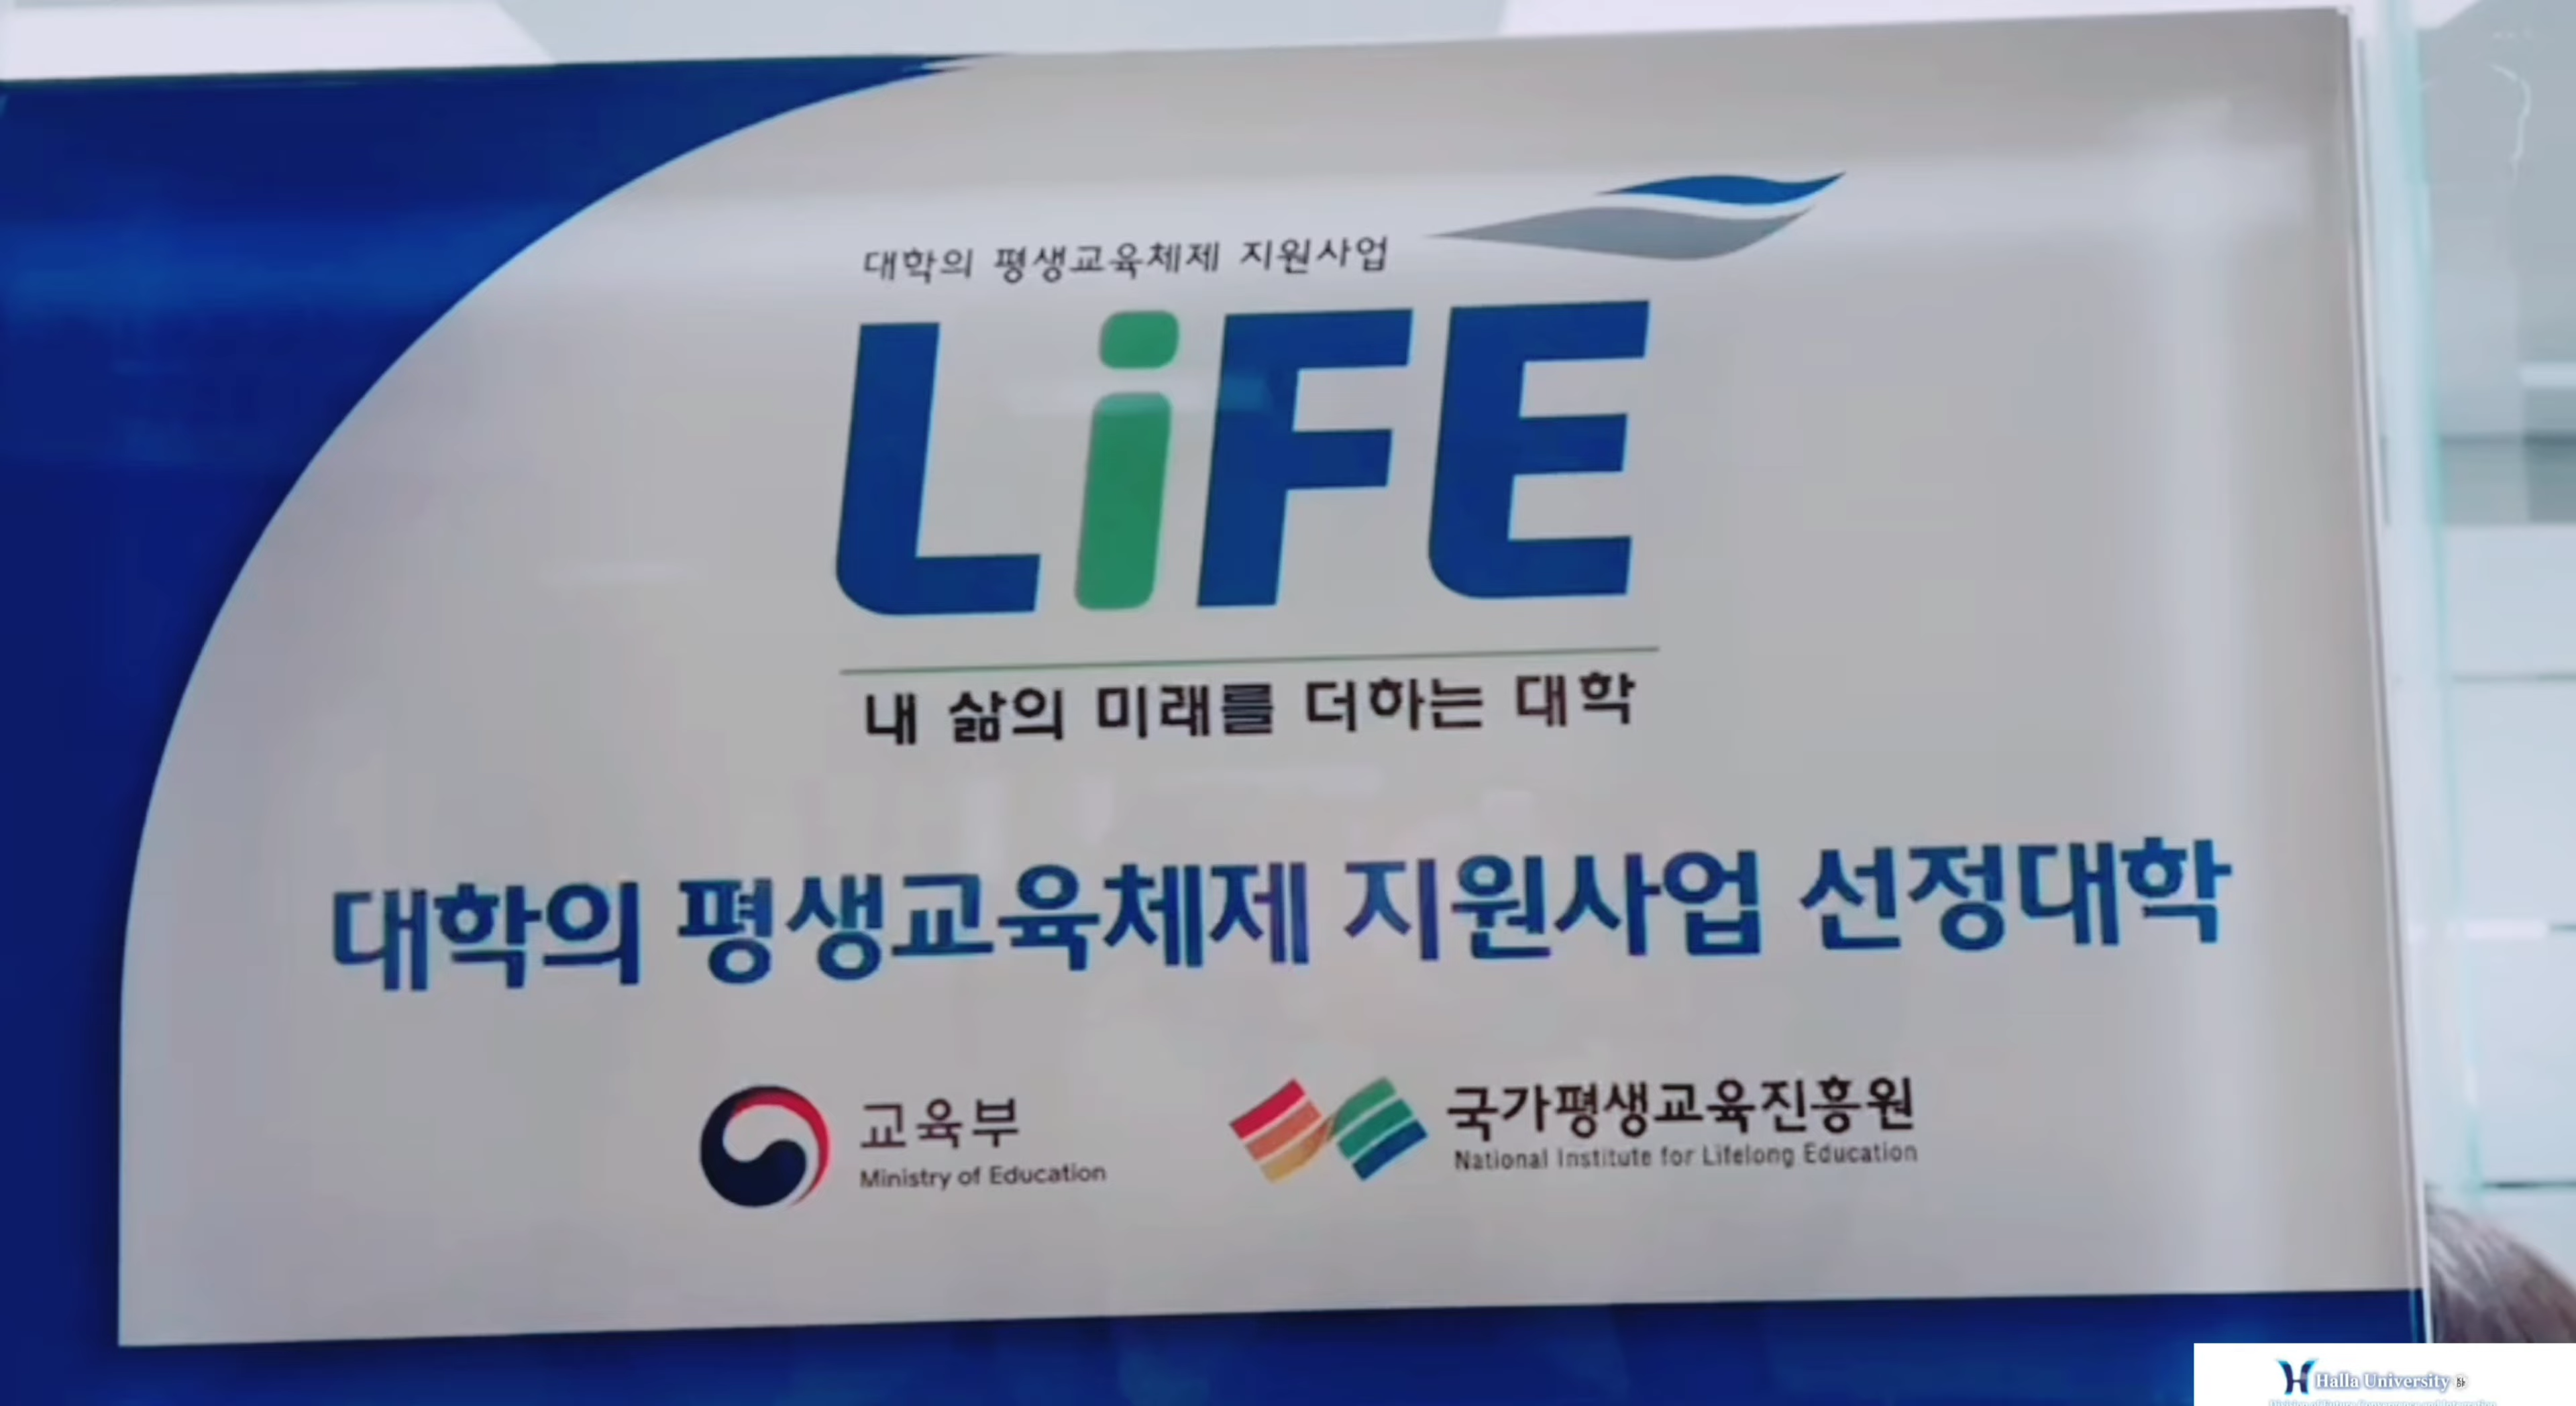 대학의 평생교육체제 지원사업
LiFE
내 삶의 미래를 더하는 대학
대학의 평생교육체제 지원사업 선정대학
교육부
Ministry of Education
국가평생교육진흥원
National Institute for Lifelong Education
Halla University